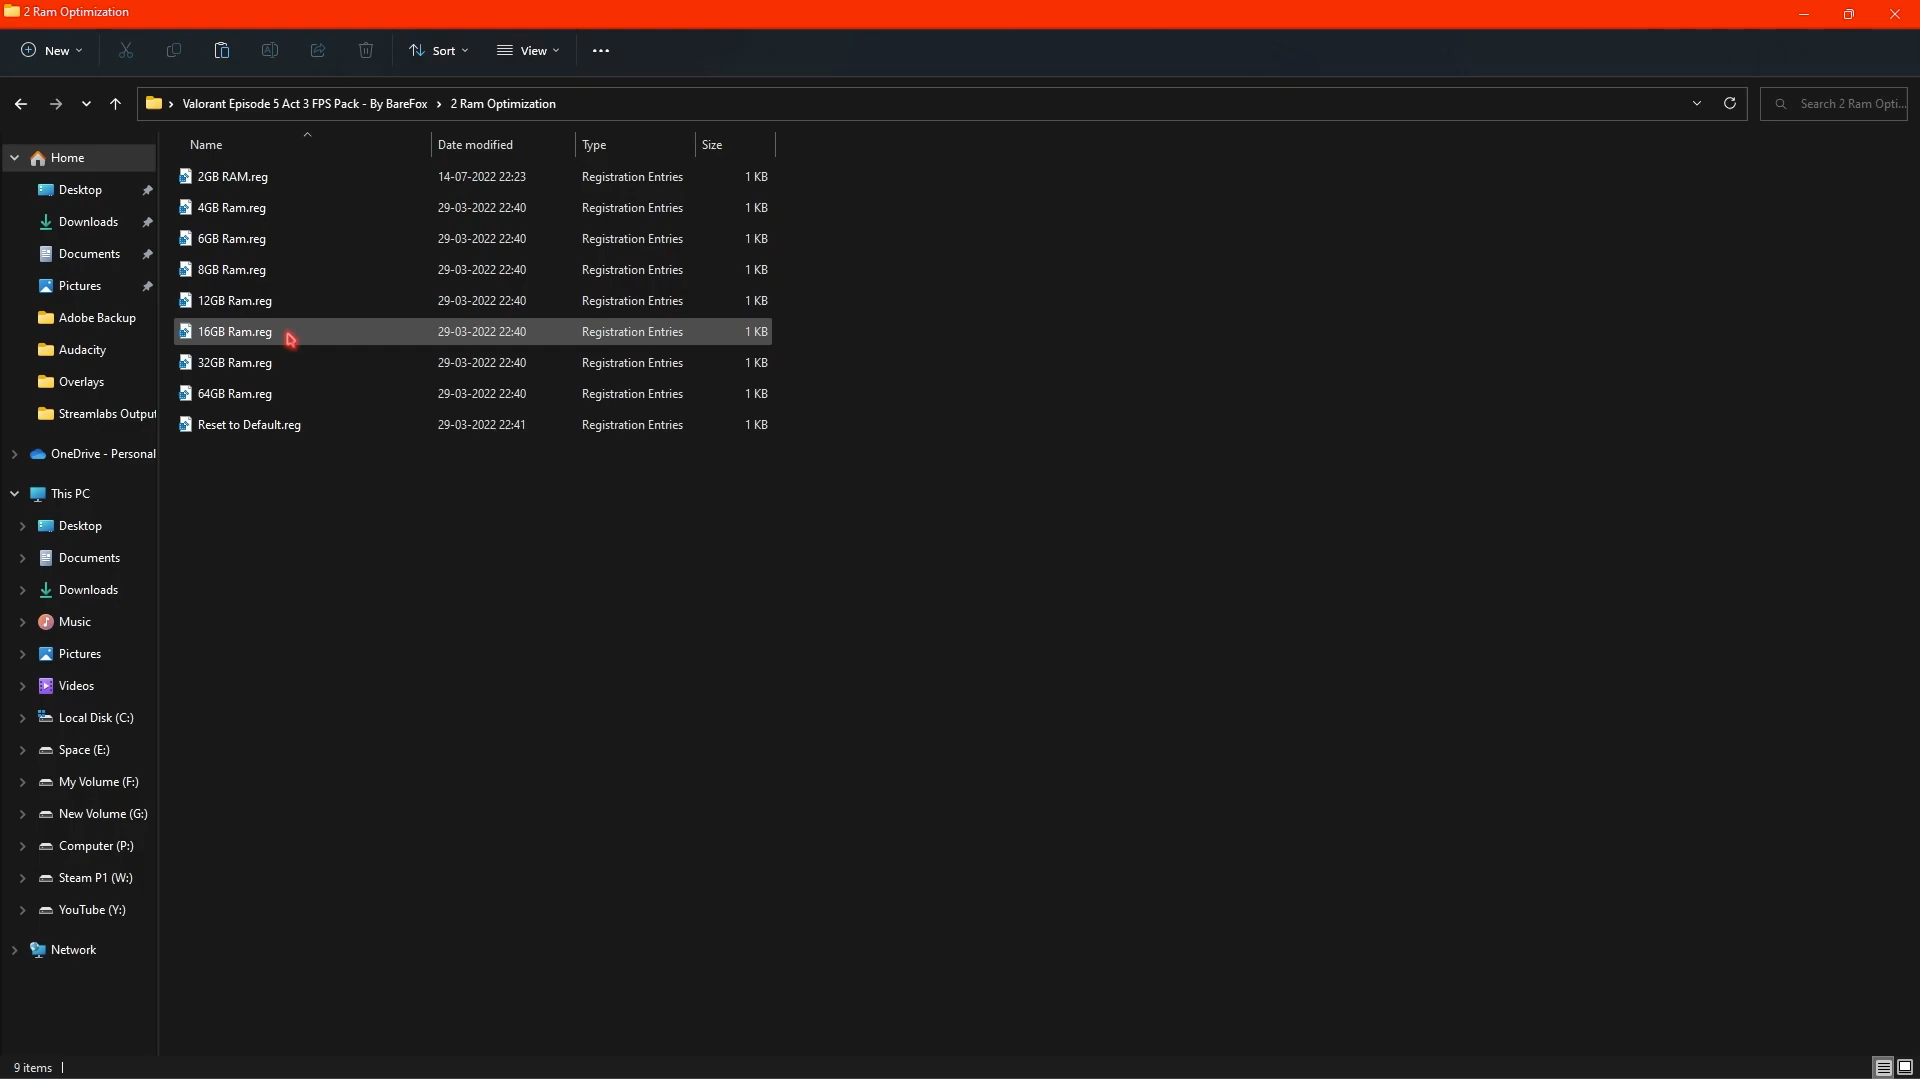 2 Ram Optimization
New
Sort
View
Valorant Episode 5 Act 3 FPS Pack - By BareFox > 2 Ram Optimization
Search 2 Ram Opti...
Name Date modified Type Size
2GB RAM.reg 14-07-2022 22:23 Registration Entries 1 KB
4GB Ram.reg 29-03-2022 22:40 Registration Entries 1 KB
6GB Ram.reg 29-03-2022 22:40 Registration Entries 1 KB
8GB Ram.reg 29-03-2022 22:40 Registration Entries 1 KB
12GB Ram.reg 29-03-2022 22:40 Registration Entries 1 KB
16GB Ram.reg 29-03-2022 22:40 Registration Entries 1 KB
32GB Ram.reg 29-03-2022 22:40 Registration Entries 1 KB
64GB Ram.reg 29-03-2022 22:40 Registration Entries 1 KB
Reset to Default.reg 29-03-2022 22:41 Registration Entries 1 KB
Home
Desktop
Downloads
Documents
Pictures
Adobe Backup
Audacity
Overlays
Streamlabs Output
OneDrive - Personal
This PC
Desktop
Documents
Downloads
Music
Pictures
Videos
Local Disk (C:)
Space (E:)
My Volume (F:)
New Volume (G:)
Computer (P:)
Steam P1 (W:)
YouTube (Y:)
Network
9 items